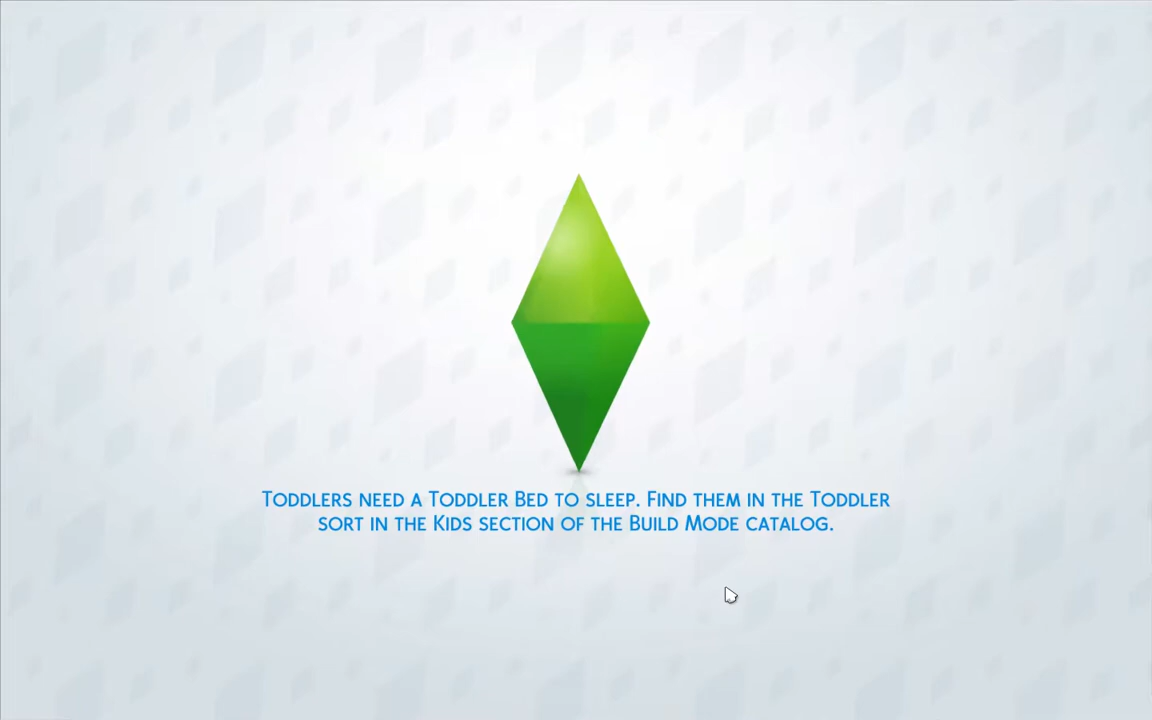 Toddlers need a Toddler Bed to sleep. Find them in the Toddler
sort in the Kids section of the Build Mode catalog.